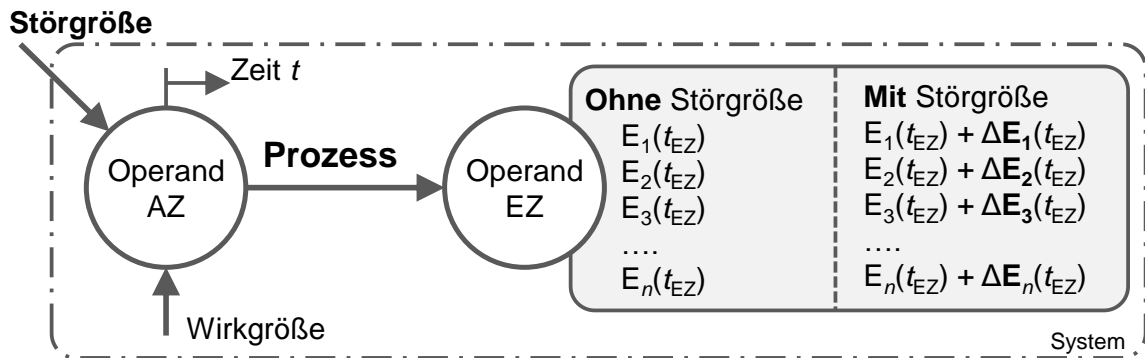 Störgröße
Zeit t
Operand
AZ
Prozess
Operand
EZ
Wirkgröße
Ohne Störgröße
E1(tEZ)
E2(tEZ)
E3(tEZ)
....
En(tEZ)
Mit Störgröße
E1(tEZ) + ΔE1(tEZ)
E2(tEZ) + ΔE2(tEZ)
E3(tEZ) + ΔE3(tEZ)
....
En(tEZ) + ΔEn(tEZ)
System